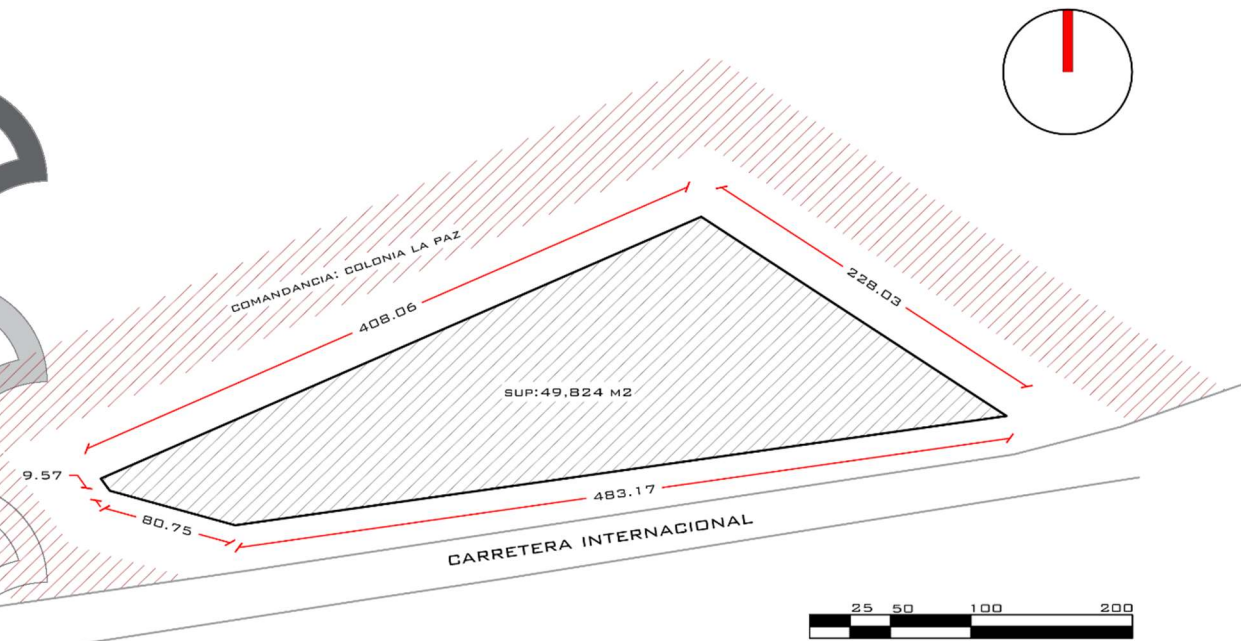 COMANDANCIA: COLONIA LA PAZ
408.06
228.03
SUP:49,824 M2
9.57
80.75
483.17
CARRETERA INTERNACIONAL
25 50 100 200